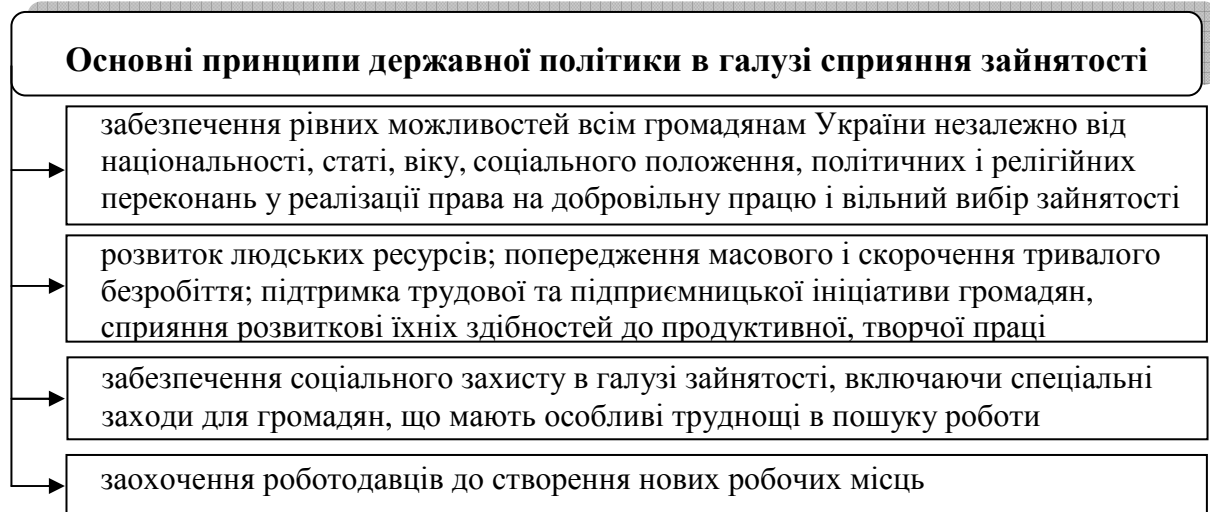 Основні принципи державної політики в галузі сприяння зайнятості
забезпечення рівних можливостей всім громадянам України незалежно від
національності, статі, віку, соціального положення, політичних і релігійних
переконань у реалізації права на добровільну працю і вільний вибір зайнятості
розвиток людських ресурсів; попередження масового і скорочення тривалого
безробіття; підтримка трудової та підприємницької ініціативи громадян,
сприяння розвиткові їхніх здібностей до продуктивної, творчої праці
забезпечення соціального захисту в галузі зайнятості, включаючи спеціальні
заходи для громадян, що мають особливі труднощі в пошуку роботи
заохочення роботодавців до створення нових робочих місць